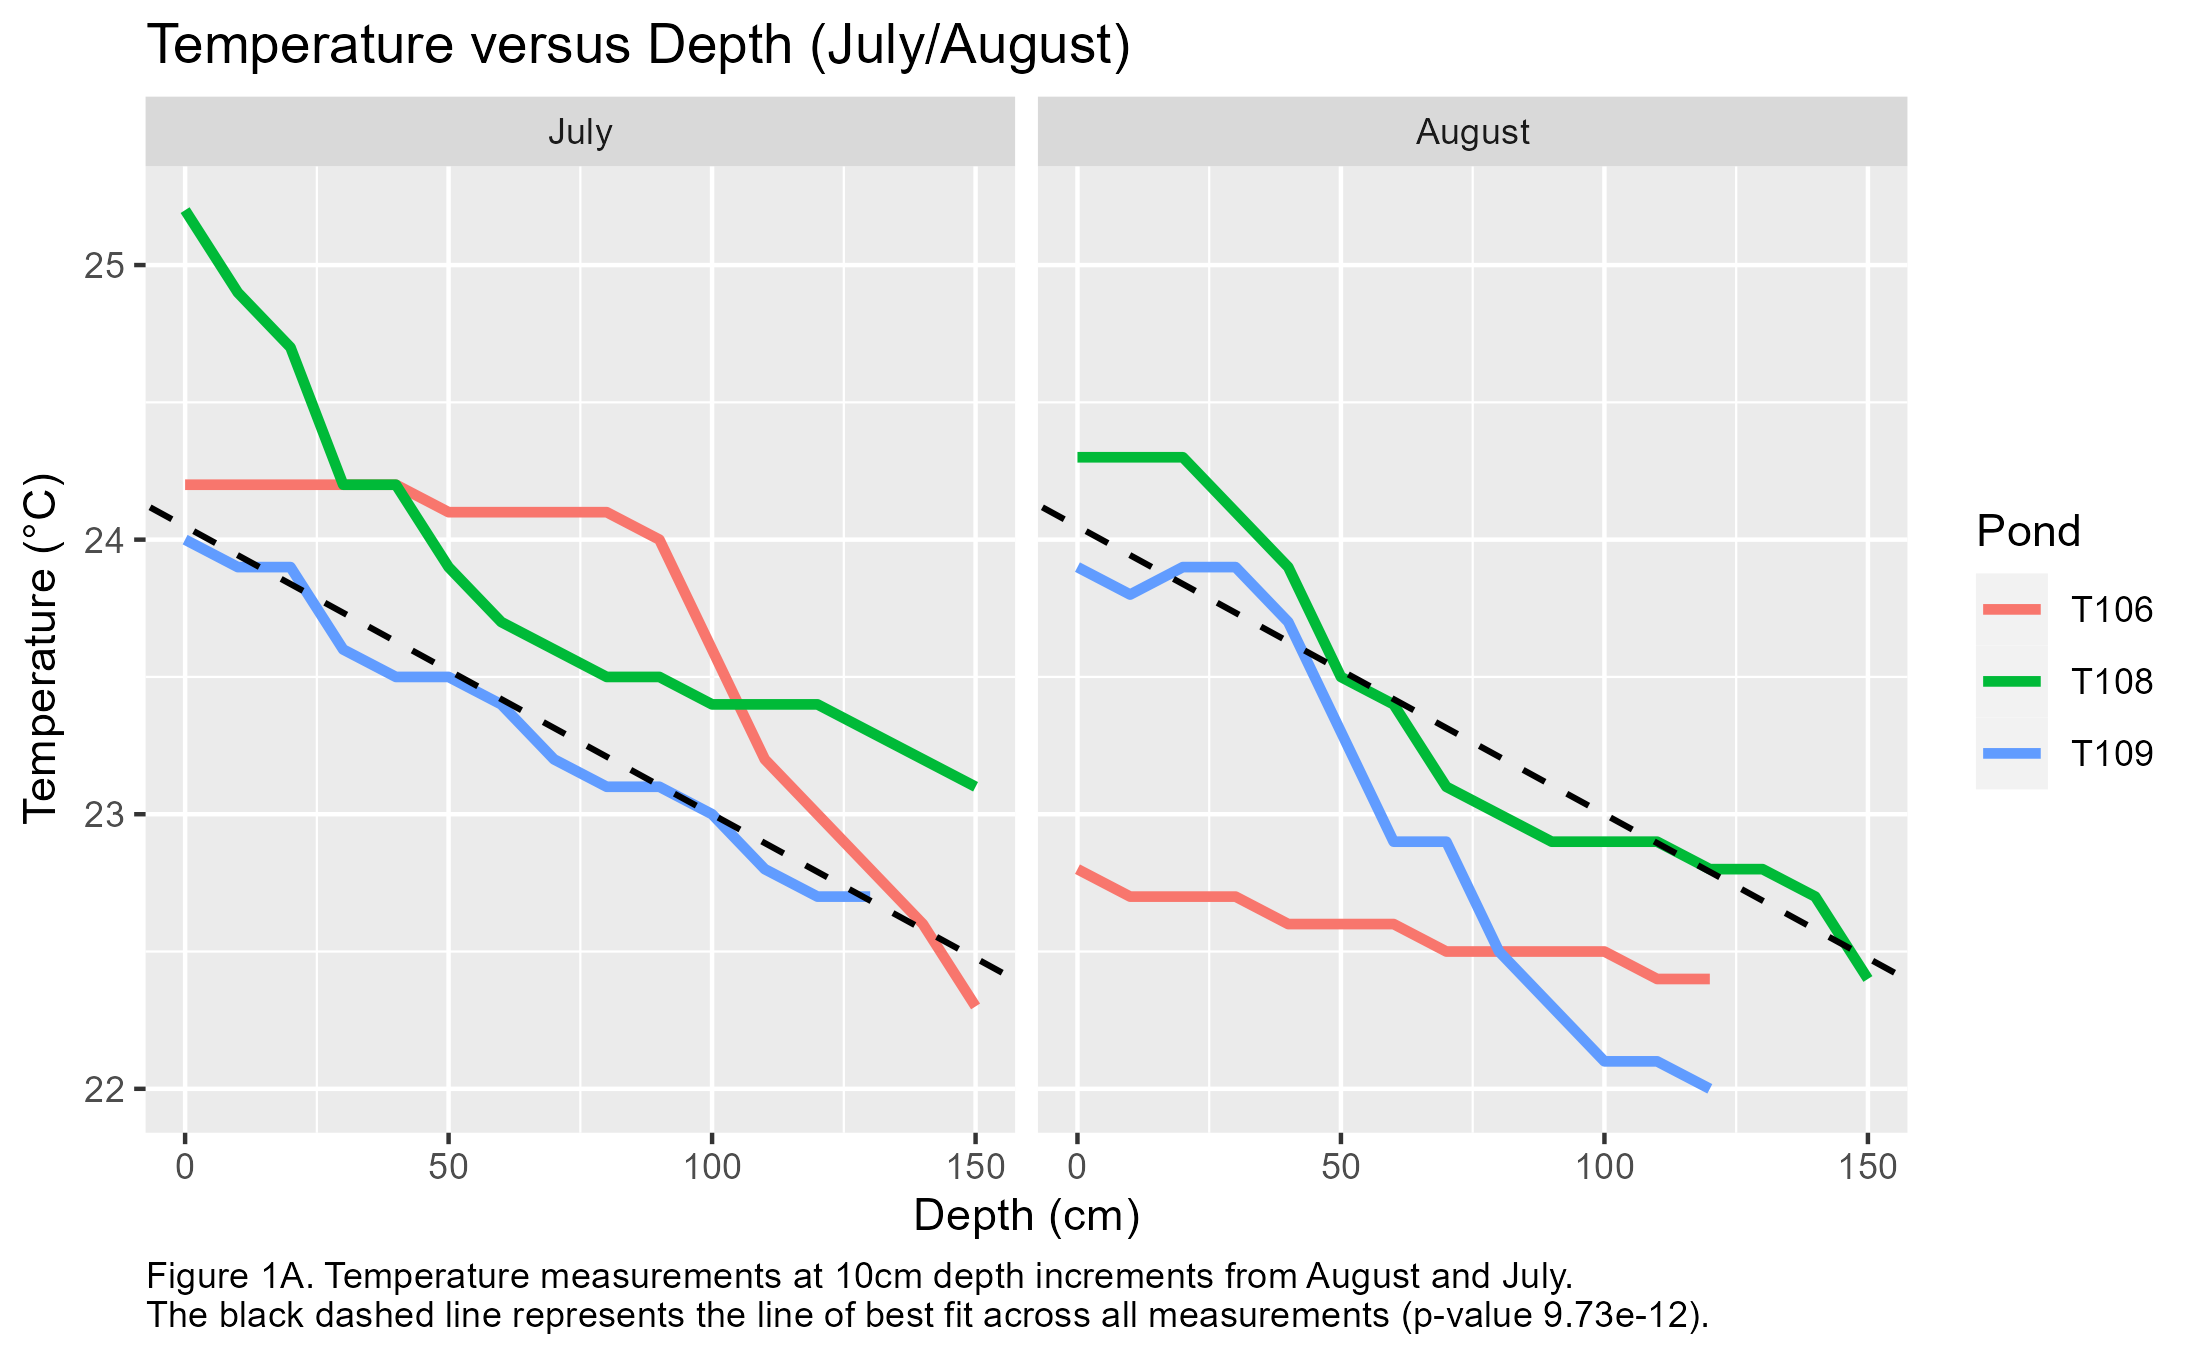 Temperature versus Depth (July/August)
July
August
Temperature (°C)
25
24
23
22
0
50
100
150
0
50
100
150
Depth (cm)
Pond
T106
T108
T109
Figure 1A. Temperature measurements at 10cm depth increments from August and July.
The black dashed line represents the line of best fit across all measurements (p-value 9.73e-12).